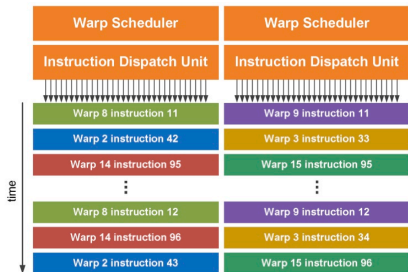 Warp Scheduler
Warp Scheduler
Instruction Dispatch Unit
Instruction Dispatch Unit
Warp 8 instruction 11
Warp 9 instruction 11
Warp 2 instruction 42
Warp 3 instruction 33
Warp 14 instruction 95
Warp 15 instruction 95
time
Warp 8 instruction 12
Warp 9 instruction 12
Warp 14 instruction 96
Warp 3 instruction 34
Warp 2 instruction 43
Warp 15 instruction 96